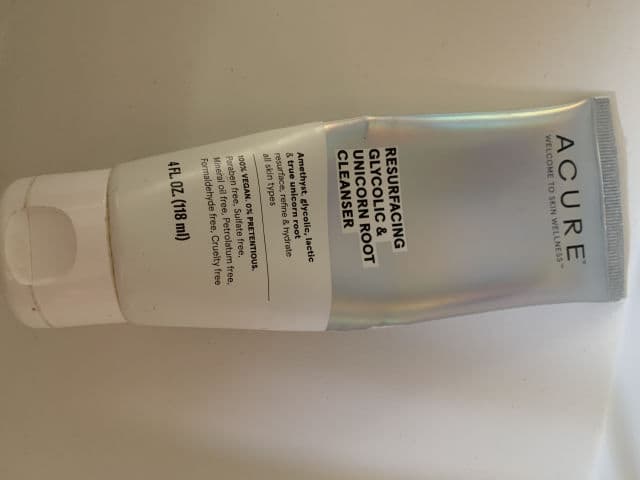 ACURE™
WELCOME TO SKIN WELLNESS™
RESURFACING
GLYCOLIC &
UNICORN ROOT
CLEANSER
Amethyst, glycolic, lactic
& true unicorn root
resurface, refine & hydrate
all skin types
100% VEGAN. 0% PRETENTIOUS.
Paraben free, Sulfate free,
Mineral oil free, Petrolatum free,
Formaldehyde free, Cruelty free
4 FL OZ. (118 ml)